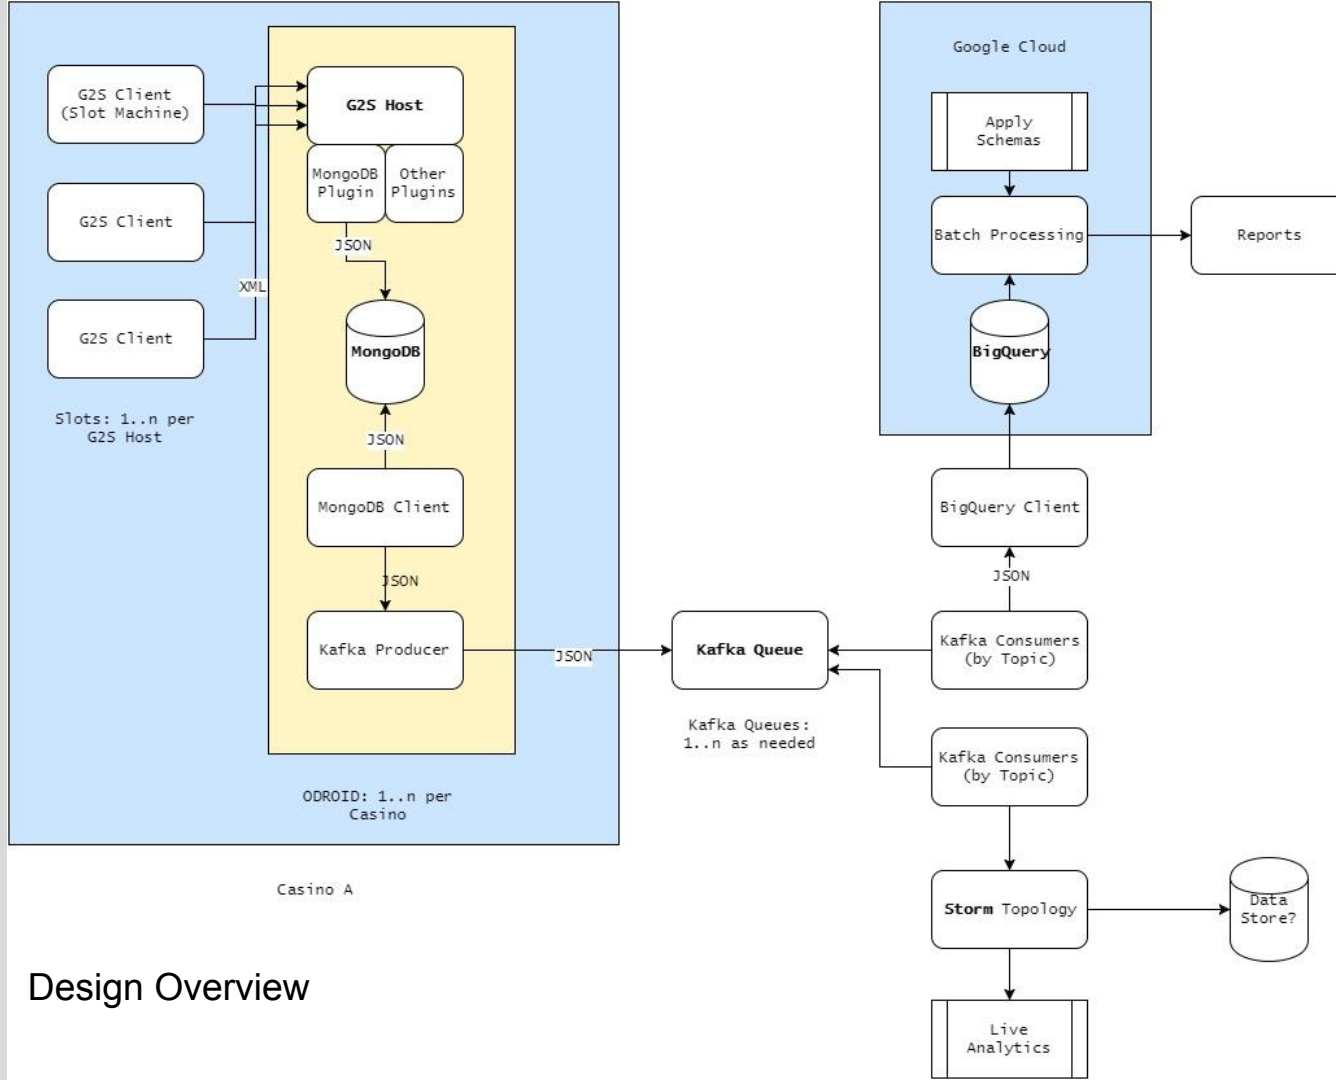 Google Cloud
G2S Client
(Slot Machine)
G2S Host
Apply
Schemas
MongoDB
Plugin
Other
Plugins
G2S Client
Batch Processing
Reports
JSON
XML
G2S Client
MongoDB
BigQuery
Slots: 1..n per
G2S Host
JSON
MongoDB Client
BigQuery Client
JSON
JSON
Kafka Producer
JSON
Kafka Queue
Kafka Consumers
(by Topic)
Kafka Queues:
1..n as needed
Kafka Consumers
(by Topic)
ODROID: 1..n per
Casino
Casino A
Storm Topology
Data
Store?
Design Overview
Live
Analytics